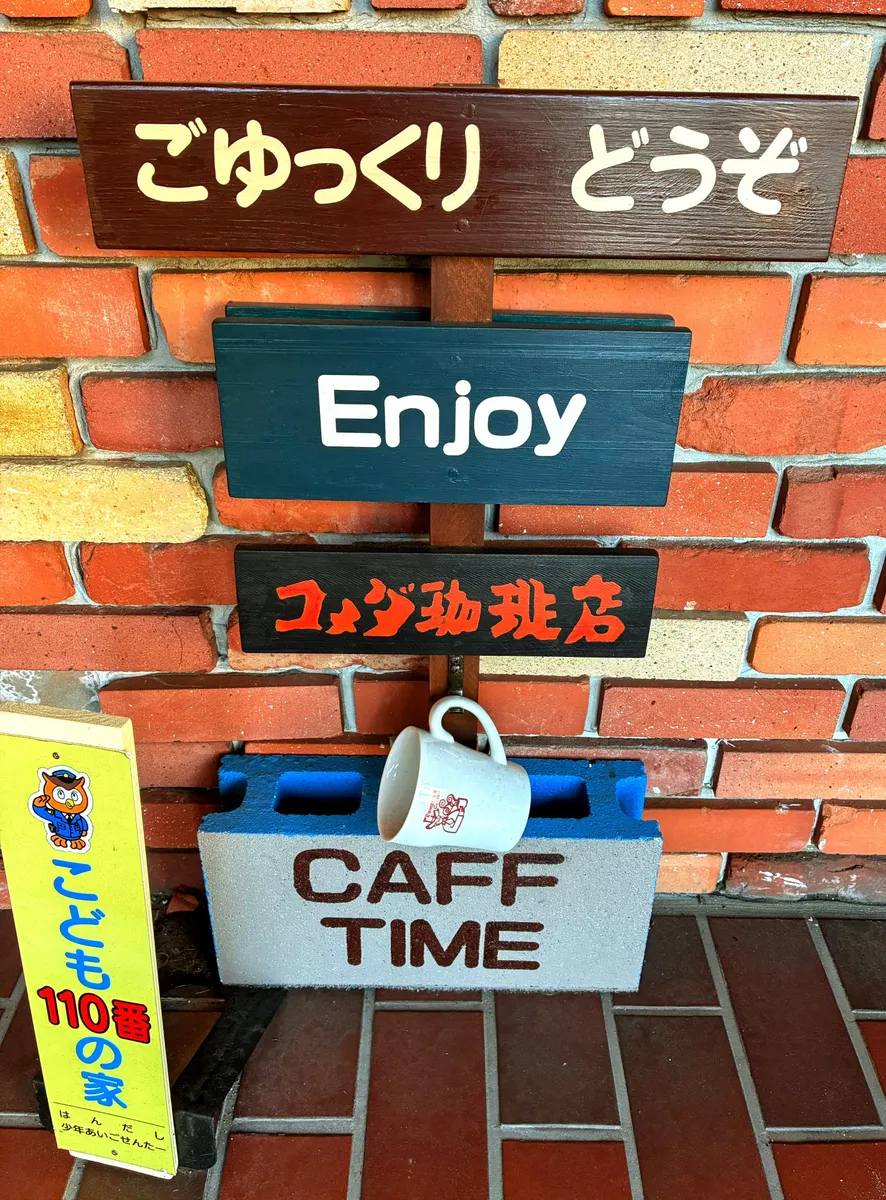 ごゆっくり どうぞ
Enjoy
コメダ珈琲店
CAFF
TIME
こども
110番
の家
はんだし
少年あいごせんたー